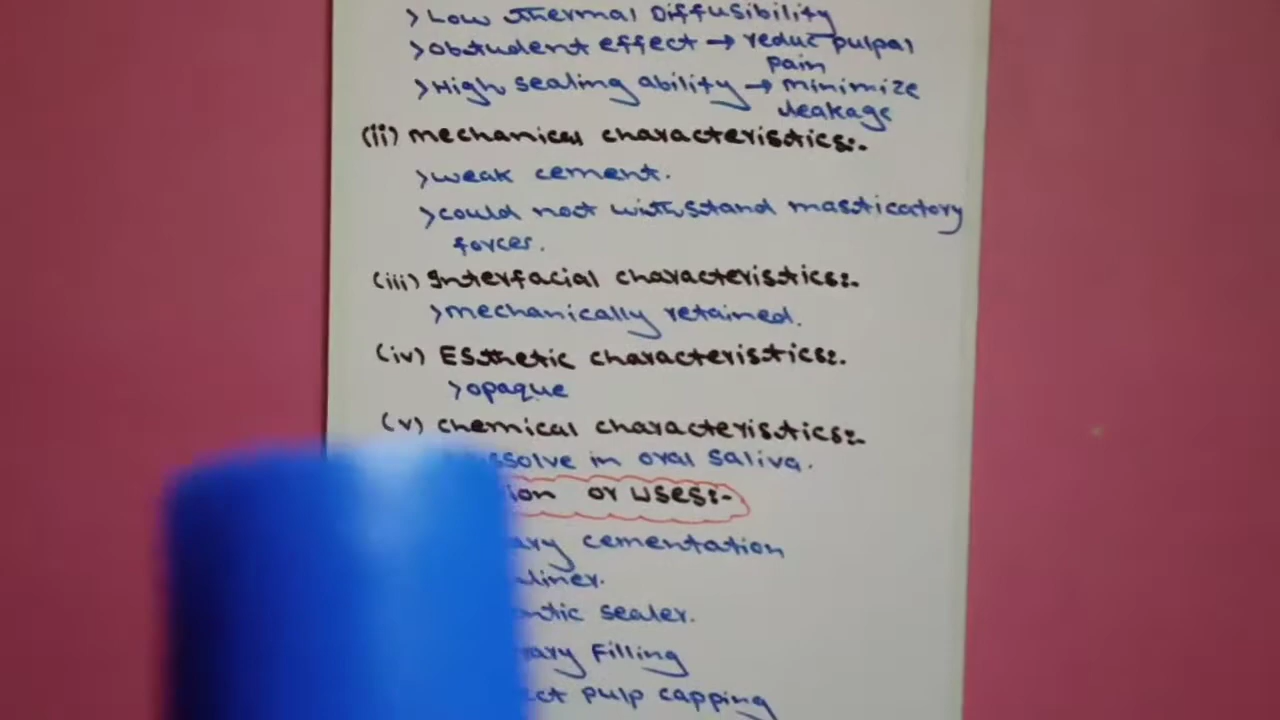 > Low thermal Diffusibility
> Obtudent effect → reduc pulpal
pain
> High sealing ability → minimize
leakage
(ii) mechanical characteristics:-
> weak cement.
> could not withstand masticatory
forces.
(iii) Interfacial characteristics:-
> mechanically retained.
(iv) Esthetic characteristics:-
> opaque
(v) chemical characteristics:-
in oral saliva.
or uses:-
cementation
liner.
sealer.
Filling
pulp capping